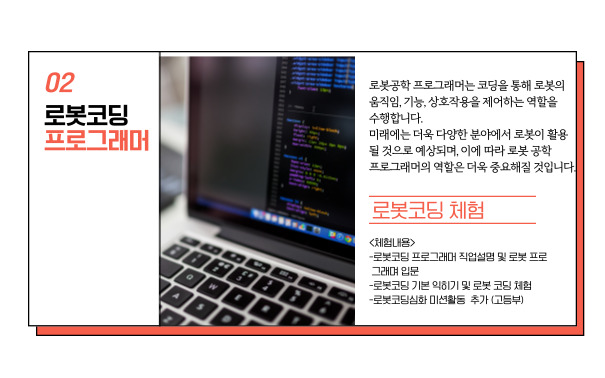 02
로봇코딩
프로그래머
로봇공학 프로그래머는 코딩을 통해 로봇의
움직임, 기능, 상호작용을 제어하는 역할을
수행합니다.
미래에는 더욱 다양한 분야에서 로봇이 활용
될 것으로 예상되며, 이에 따라 로봇 공학
프로그래머의 역할은 더욱 중요해질 것입니다.
로봇코딩 체험
<체험내용>
-로봇코딩 프로그래머 직업설명 및 로봇 프로
그래머 입문
-로봇코딩 기본 익히기 및 로봇 코딩 체험
-로봇코딩심화 미션활동 추가 (고등부)